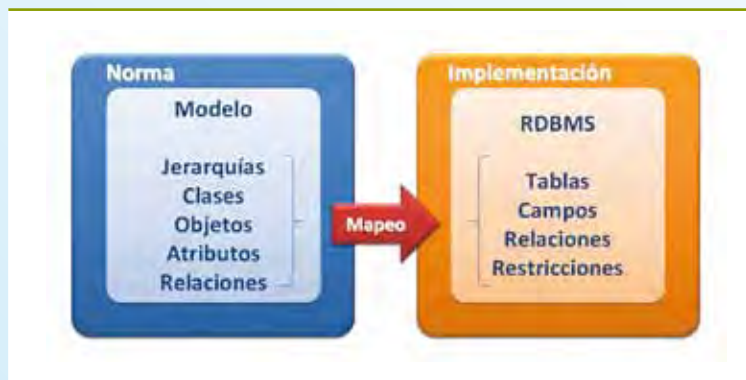 Norma
Modelo
Jerarquías
Clases
Objetos
Atributos
Relaciones
Mapeo
Implementación
RDBMS
Tablas
Campos
Relaciones
Restricciones